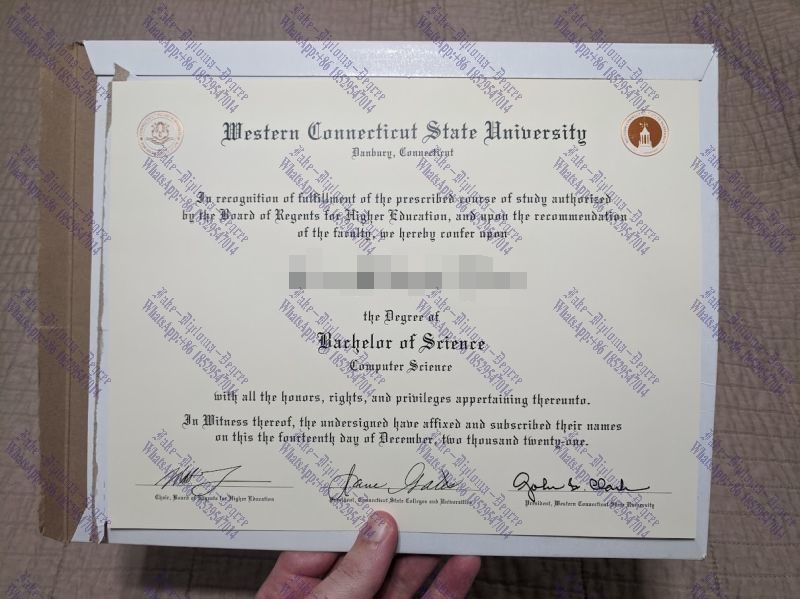 Western Connecticut State University
Danbury, Connecticut
In recognition of fulfillment of the prescribed course of study authorized
by the Board of Regents for Higher Education, and upon the recommendation
of the faculty, we hereby confer upon
the Degree of
Bachelor of Science
Computer Science
with all the honors, rights, and privileges appertaining thereunto.
In Witness thereof, the undersigned have affixed and subscribed their names
on this the fourteenth day of December, two thousand twenty-one.
John B. Clark
Chair, Board of Regents for Higher Education
President, Connecticut State Colleges and Universities
President, Western Connecticut State University
Fake-Diploma-Degree
WhatsApp:+86 18529547014